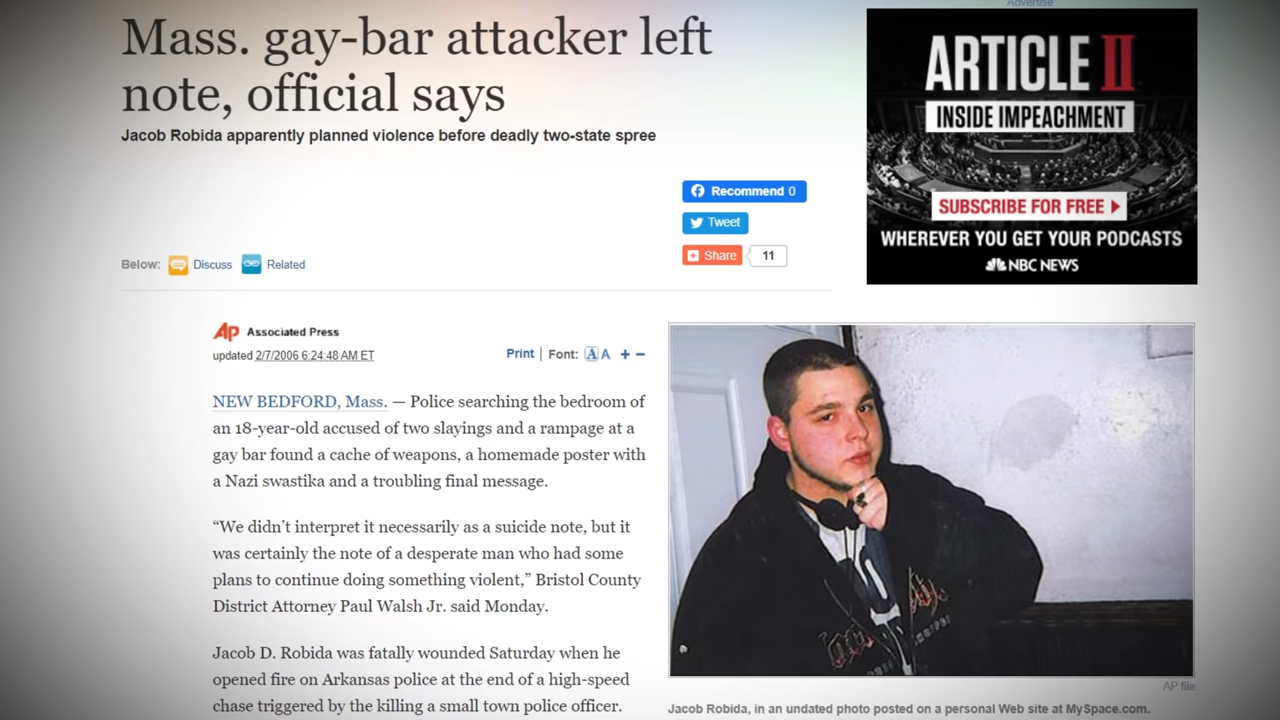 Advertise
Mass. gay-bar attacker left
note, official says
Jacob Robida apparently planned violence before deadly two-state spree
Recommend 0
Tweet
Share 11
Below: Discuss Related
ARTICLE II
INSIDE IMPEACHMENT
SUBSCRIBE FOR FREE
WHEREVER YOU GET YOUR PODCASTS
NBC NEWS
AP Associated Press
updated 2/7/2006 6:24:48 AM ET
Print | Font: A A + −
NEW BEDFORD, Mass. — Police searching the bedroom of
an 18-year-old accused of two slayings and a rampage at a
gay bar found a cache of weapons, a homemade poster with
a Nazi swastika and a troubling final message.
“We didn’t interpret it necessarily as a suicide note, but it
was certainly the note of a desperate man who had some
plans to continue doing something violent,” Bristol County
District Attorney Paul Walsh Jr. said Monday.
Jacob D. Robida was fatally wounded Saturday when he
opened fire on Arkansas police at the end of a high-speed
chase triggered by the killing a small town police officer.
AP file
Jacob Robida, in an undated photo posted on a personal Web site at MySpace.com.